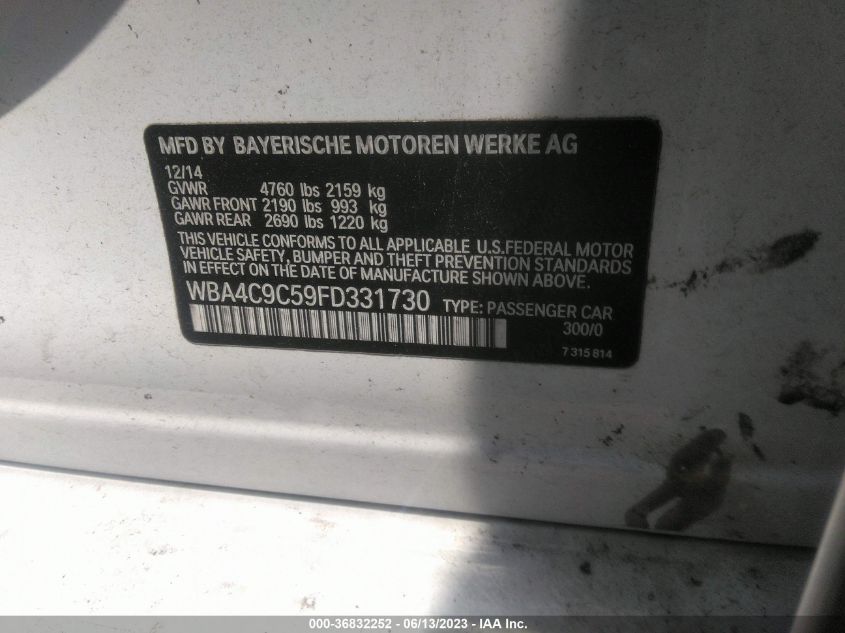 MFD BY BAYERISCHE MOTOREN WERKE AG
12/14
GVWR 4760 lbs 2159 kg
GAWR FRONT 2190 lbs 993 kg
GAWR REAR 2690 lbs 1220 kg
THIS VEHICLE CONFORMS TO ALL APPLICABLE U.S.FEDERAL MOTOR
VEHICLE SAFETY, BUMPER AND THEFT PREVENTION STANDARDS
IN EFFECT ON THE DATE OF MANUFACTURE SHOWN ABOVE.
WBA4C9C59FD331730 TYPE: PASSENGER CAR
300/0
7 315 814
000-36832252 - 06/13/2023 - IAA Inc.